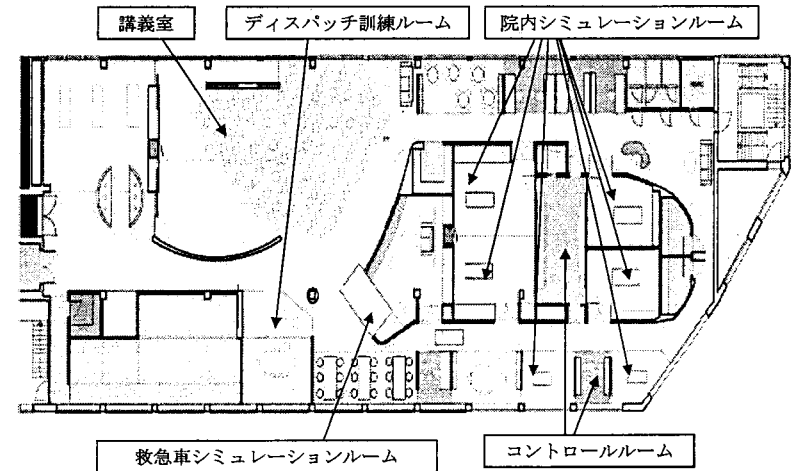 講義室
ディスパッチ訓練ルーム
院内シミュレーションルーム
救急車シミュレーションルーム
コントロールルーム